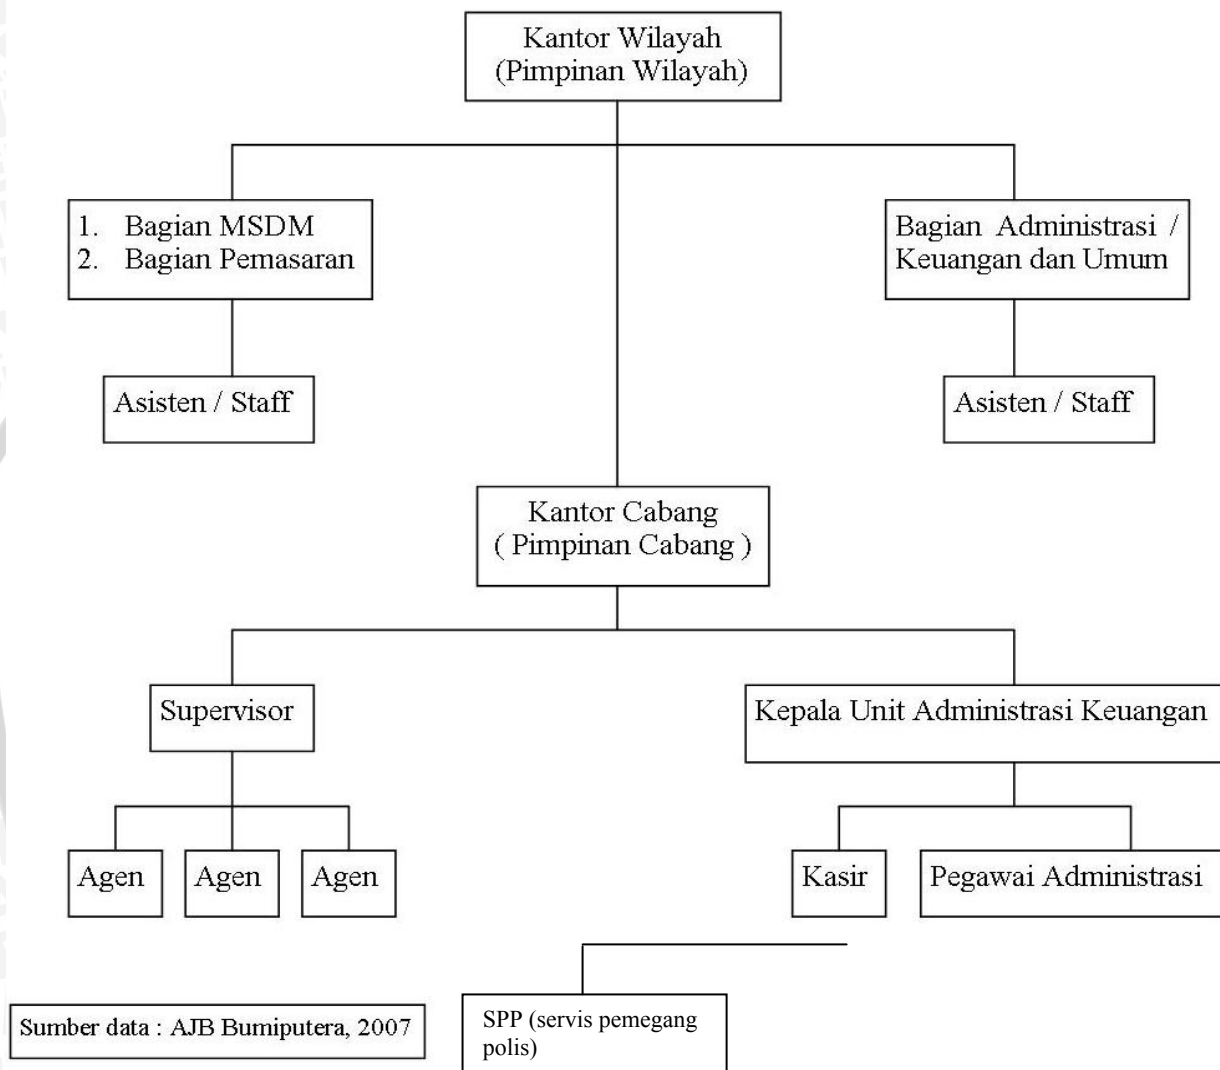 Kantor Wilayah
(Pimpinan Wilayah)
1. Bagian MSDM
2. Bagian Pemasaran
Bagian Administrasi /
Keuangan dan Umum
Asisten / Staff
Asisten / Staff
Kantor Cabang
( Pimpinan Cabang )
Supervisor
Kepala Unit Administrasi Keuangan
Agen
Agen
Agen
Kasir
Pegawai Administrasi
Sumber data : AJB Bumiputera, 2007
SPP (servis pemegang
polis)